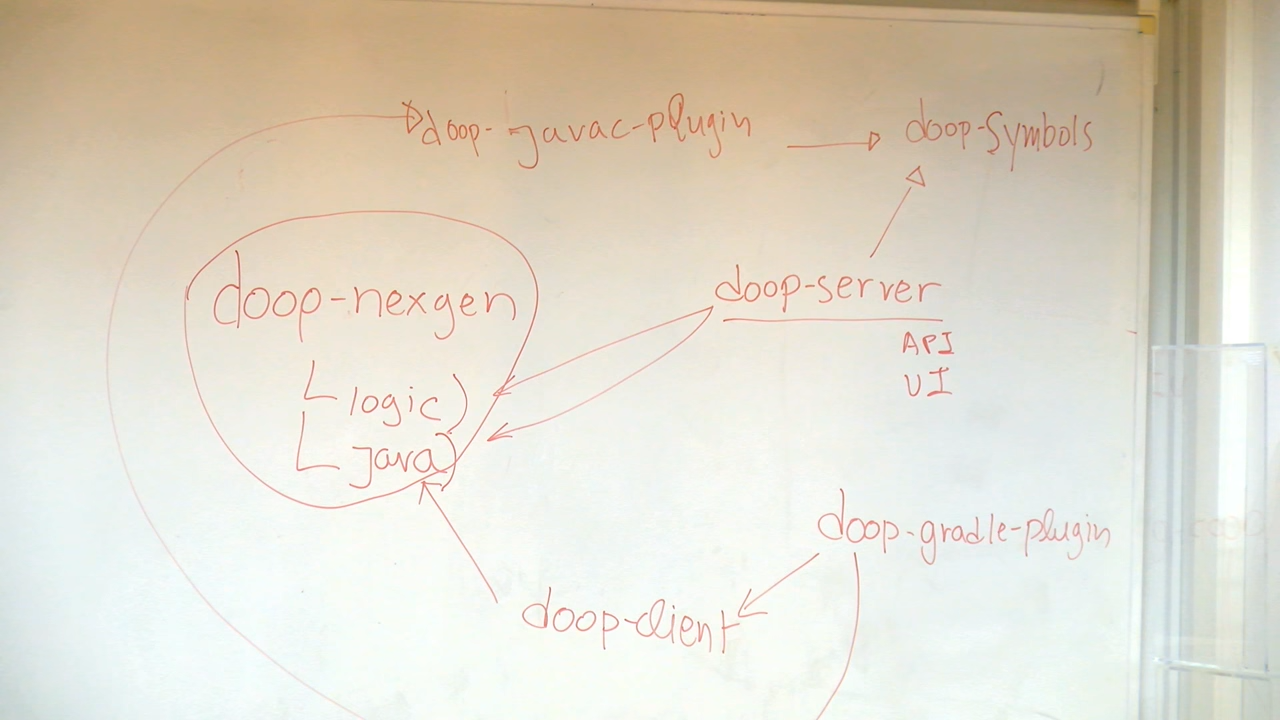 doop-javac-plugin
doop-symbols
doop-nexgen
logic)
java)
doop-server
API
UI
doop-gradle-plugin
doop-client